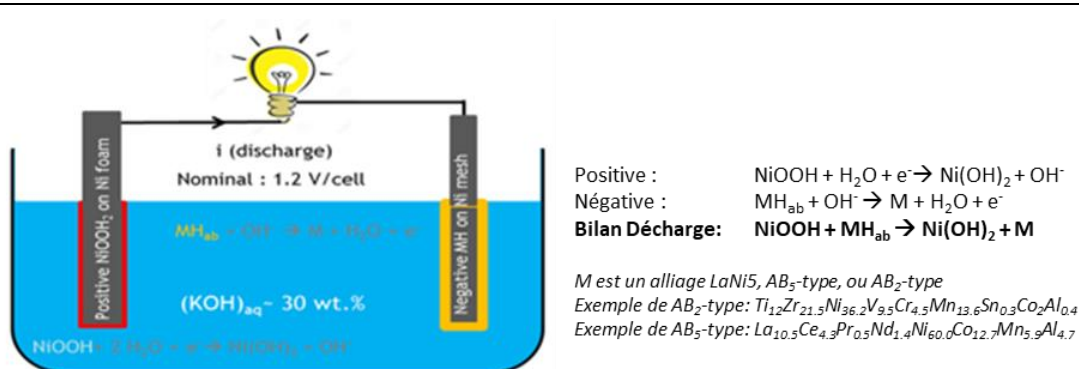 i (discharge)
Nominal : 1.2 V/cell
Positive NiOOH₂ on Ni foam
Negative MH on Ni mesh
MHab + OH⁻ → M + H₂O + e⁻
(KOH)aq~ 30 wt.%
NiOOH + 2 H₂O + e⁻ → Ni(OH)₂ + OH⁻
Positive : NiOOH + H₂O + e⁻→ Ni(OH)₂ + OH⁻
Négative : MHab + OH⁻ → M + H₂O + e⁻
Bilan Décharge: NiOOH + MHab → Ni(OH)₂ + M
M est un alliage LaNi5, AB₅-type, ou AB₂-type
Exemple de AB₂-type: Ti₁₂Zr₂₁.₅Ni₃₆.₂V₉.₅Cr₄.₅Mn₁₃.₆Sn₀.₃Co₂Al₀.₄
Exemple de AB₅-type: La₁₀.₅Ce₄.₃Pr₀.₅Nd₁.₄Ni₆₀.₀Co₁₂.₇Mn₅.₉Al₄.₇